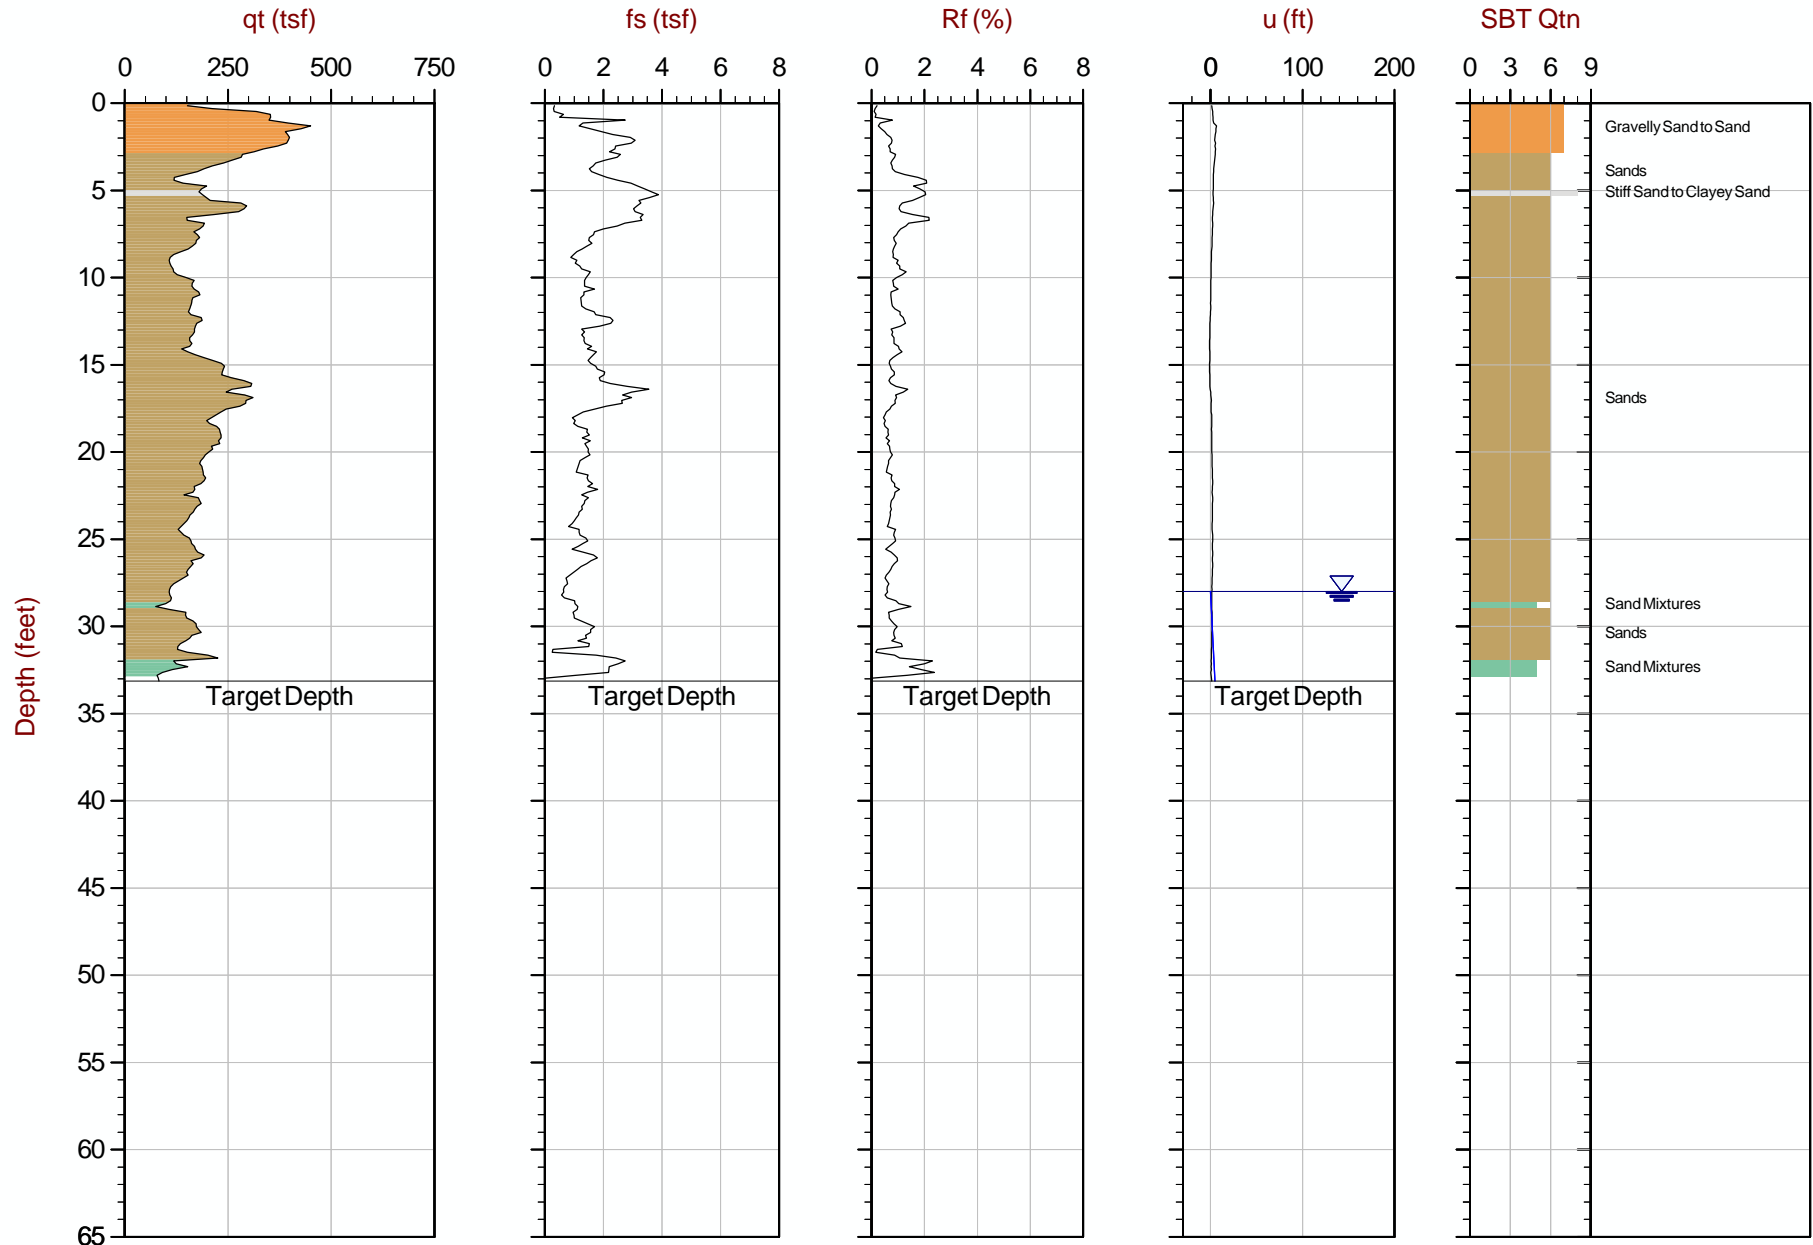 qt (tsf) fs (tsf) Rf (%) u (ft) SBT Qtn
0 250 500 750 0 2 4 6 8 0 2 4 6 8 0 100 200 0 3 6 9
0
5
10
15
20
25
30
35
40
45
50
55
60
65
Depth (feet)
Gravelly Sand to Sand
Sands
Stiff Sand to Clayey Sand
Sands
Sand Mixtures
Sands
Sand Mixtures
Target Depth Target Depth Target Depth Target Depth